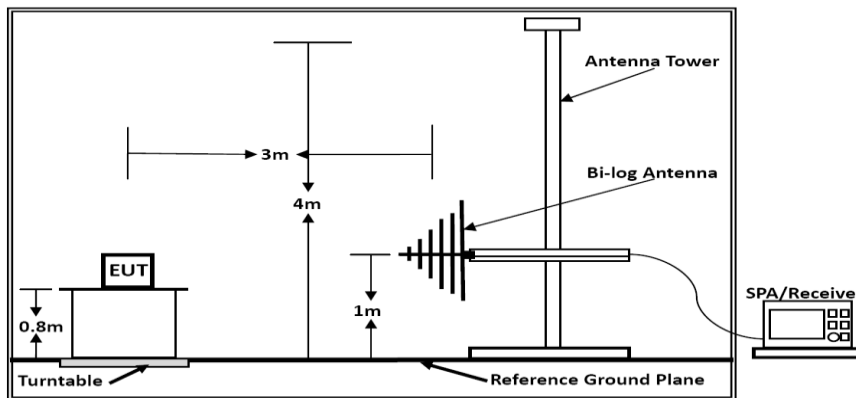 Antenna Tower
3m
Bi-log Antenna
4m
EUT
1m
0.8m
SPA/Receive
Turntable
Reference Ground Plane